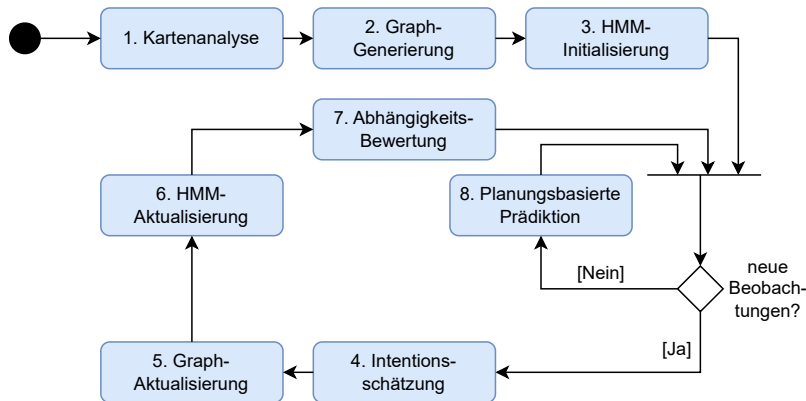 1. Kartenanalyse
2. Graph-
Generierung
3. HMM-
Initialisierung
7. Abhängigkeits-
Bewertung
6. HMM-
Aktualisierung
8. Planungsbasierte
Prädiktion
[Nein]
neue
Beobach-
tungen?
[Ja]
5. Graph-
Aktualisierung
4. Intentions-
schätzung